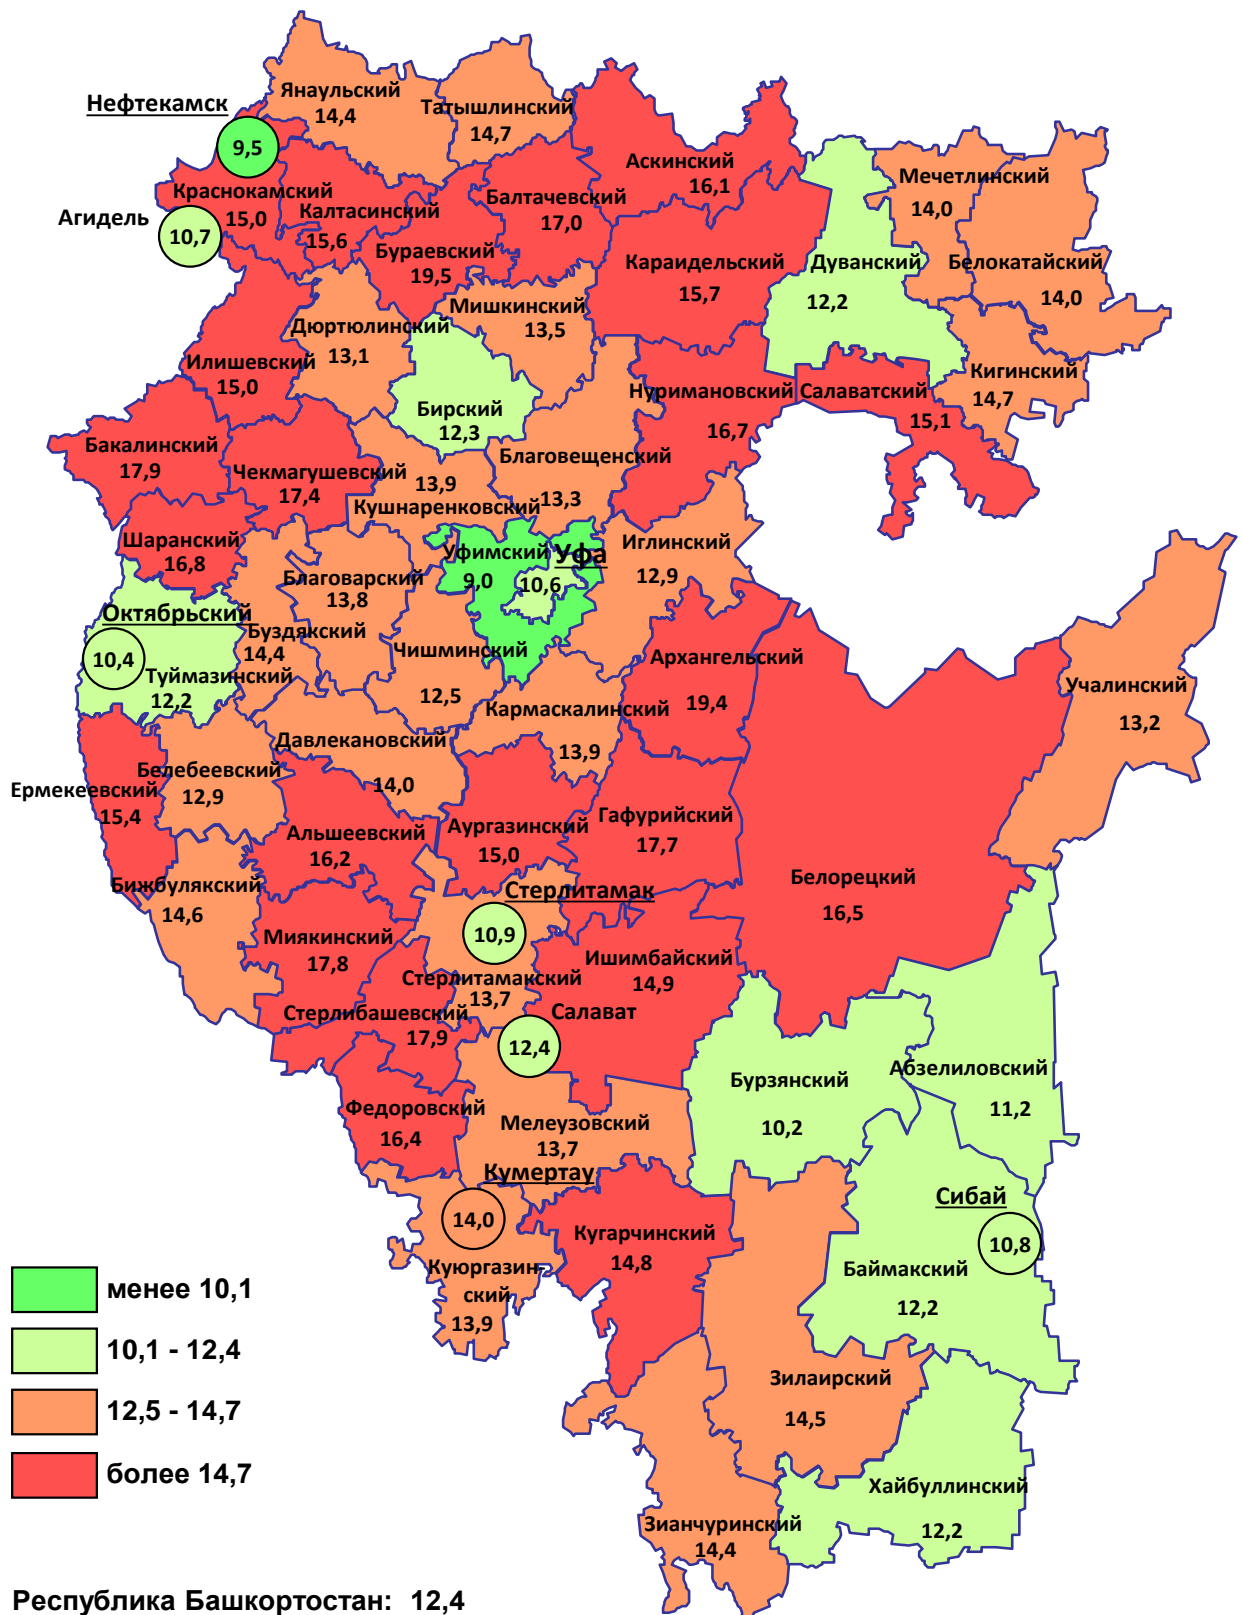 Янаульский
14,4
Татышлинский
14,7
Нефтекамск
9,5
Аскинский
16,1
Мечетлинский
14,0
Краснокамский
15,0
Калтасинский
15,6
Балтачевский
17,0
Агидель
10,7
Бураевский
19,5
Караидельский
15,7
Дуванский
12,2
Белокатайский
14,0
Мишкинский
13,5
Дюртюлинский
13,1
Илишевский
15,0
Нуримановский
16,7
Салаватский
15,1
Кигинский
14,7
Бирский
12,3
Бакалинский
17,9
Чекмагушевский
17,4
13,9
Кушнаренковский
Благовещенский
13,3
Шаранский
16,8
Уфимский
9,0
Уфа
10,6
Иглинский
12,9
Благоварский
13,8
Октябрьский
10,4
Буздякский
14,4
Туймазинский
12,2
Чишминский
12,5
Архангельский
19,4
Учалинский
13,2
Кармаскалинский
13,9
Давлекановский
14,0
Белебеевский
12,9
Ермекеевский
15,4
Альшеевский
16,2
Аургазинский
15,0
Гафурийский
17,7
Белорецкий
16,5
Бижбулякский
14,6
Стерлитамак
10,9
Миякинский
17,8
Ишимбайский
14,9
Стерлитамакский
13,7
Стерлибашевский
17,9
Салават
12,4
Бурзянский
10,2
Абзелиловский
11,2
Федоровский
16,4
Мелеузовский
13,7
Кумертау
14,0
Сибай
10,8
Кугарчинский
14,8
Куюргазин-
ский
13,9
Баймакский
12,2
менее 10,1
10,1 - 12,4
12,5 - 14,7
более 14,7
Зилаирский
14,5
Хайбуллинский
12,2
Зианчуринский
14,4
Республика Башкортостан: 12,4